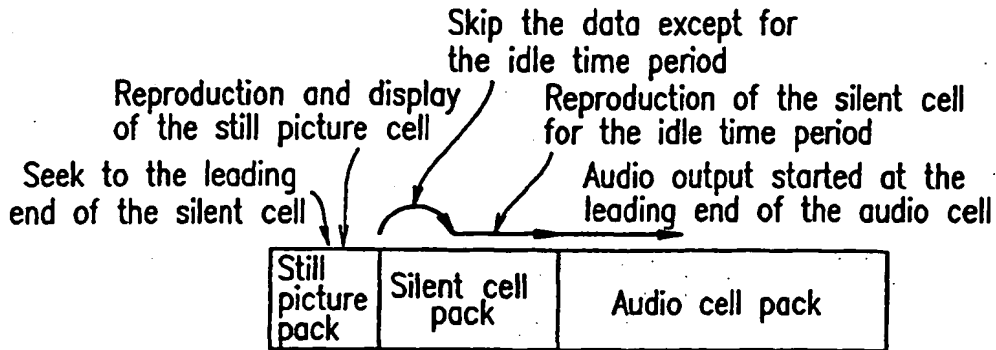 Skip the data except for
the idle time period
Reproduction and display
of the still picture cell
Reproduction of the silent cell
for the idle time period
Seek to the leading
end of the silent cell
Audio output started at the
leading end of the audio cell
Still
picture
pack
Silent cell
pack
Audio cell pack